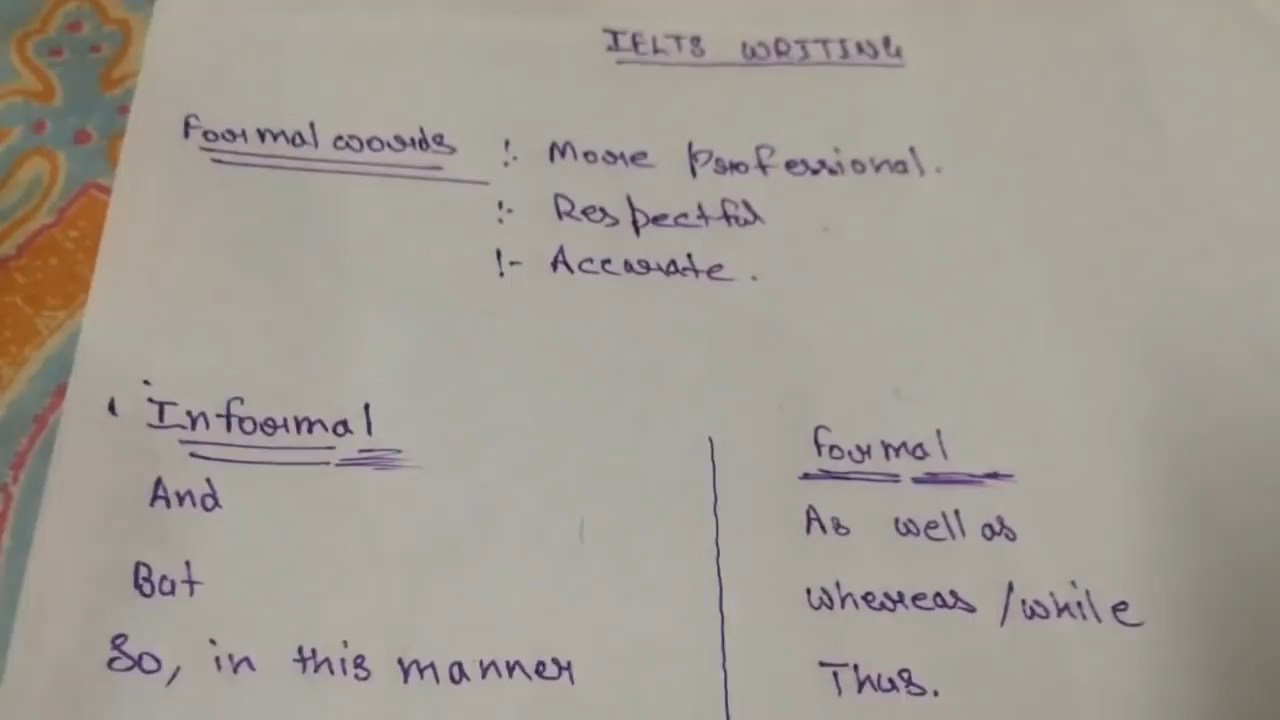 IELTS WRITING
Formal words :- More Professional.
:- Respectful
:- Accurate.
Informal | Formal
And | As well as
But | whereas / while
So, in this manner | Thus.